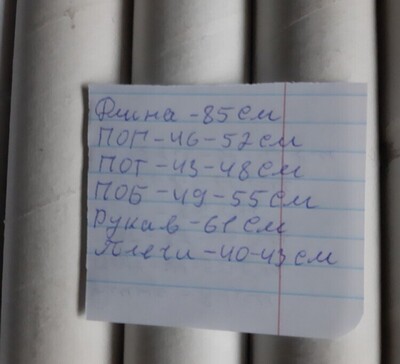 Длина - 85 см
ПОГ - 46 - 52 см
ПОТ - 43 - 48 см
ПОБ - 49 - 55 см
Рукав - 61 см
Плечи - 40 - 43 см